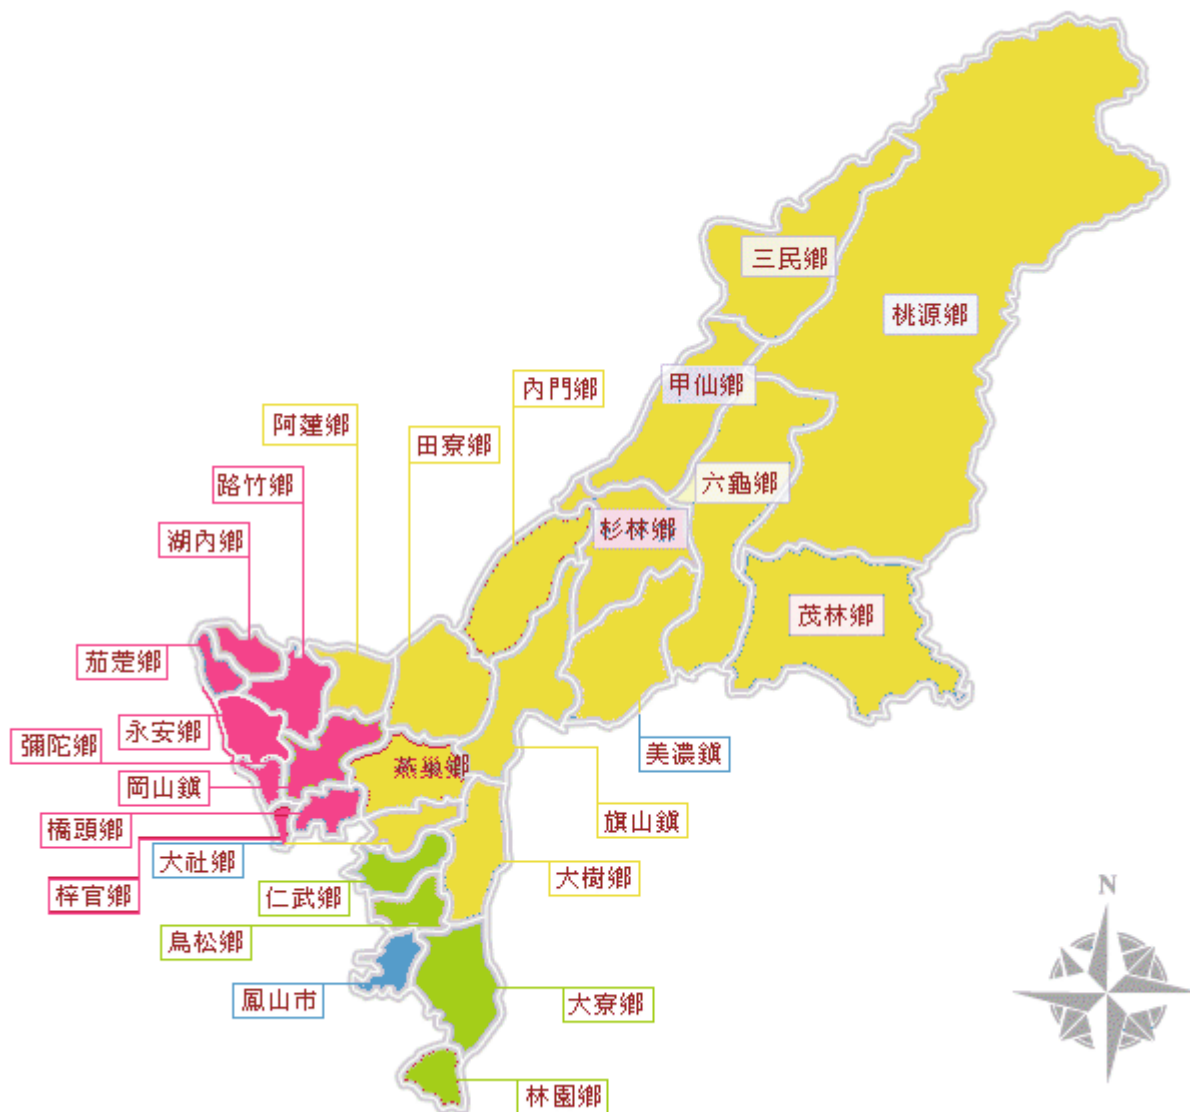 三民鄉
桃源鄉
甲仙鄉
內門鄉
阿蓮鄉
田寮鄉
路竹鄉
六龜鄉
杉林鄉
湖內鄉
茂林鄉
茄萣鄉
永安鄉
彌陀鄉
美濃鎮
燕巢鄉
岡山鎮
旗山鎮
橋頭鄉
大社鄉
大樹鄉
梓官鄉
仁武鄉
鳥松鄉
N
鳳山市
大寮鄉
林園鄉